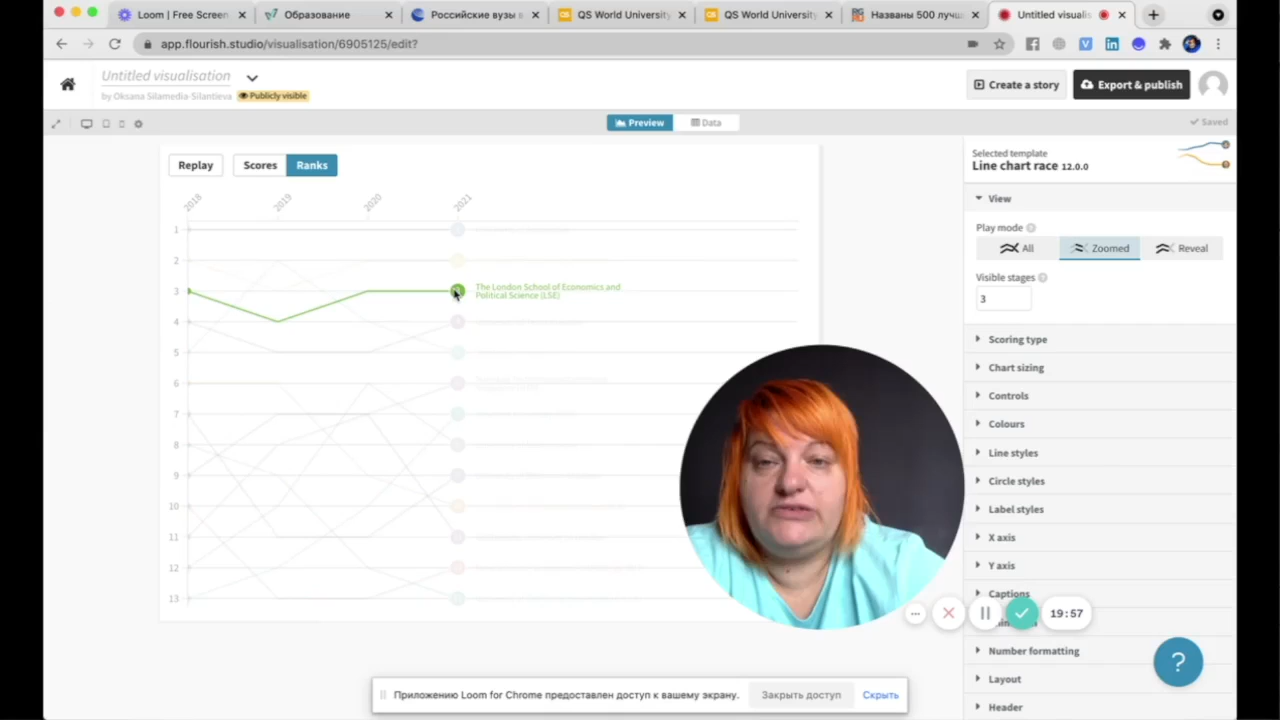 Loom | Free Screen
Образование
Российские вузы в
QS World University
QS World University
Названы 500 лучш
Untitled visualis
app.flourish.studio/visualisation/6905125/edit?
Untitled visualisation
by Oksana Silamedia-Silantieva
Publicly visible
Create a story
Export & publish
Preview
Data
Saved
Replay
Scores
Ranks
2018
2019
2020
2021
1
2
3
4
5
6
7
8
9
10
11
12
13
The London School of Economics and
Political Science (LSE)
Selected template
Line chart race 12.0.0
View
Play mode
All
Zoomed
Reveal
Visible stages
3
Scoring type
Chart sizing
Controls
Colours
Line styles
Circle styles
Label styles
X axis
Y axis
Captions
19:57
Number formatting
Layout
Header
?
Приложению Loom for Chrome предоставлен доступ к вашему экрану.
Закрыть доступ
Скрыть